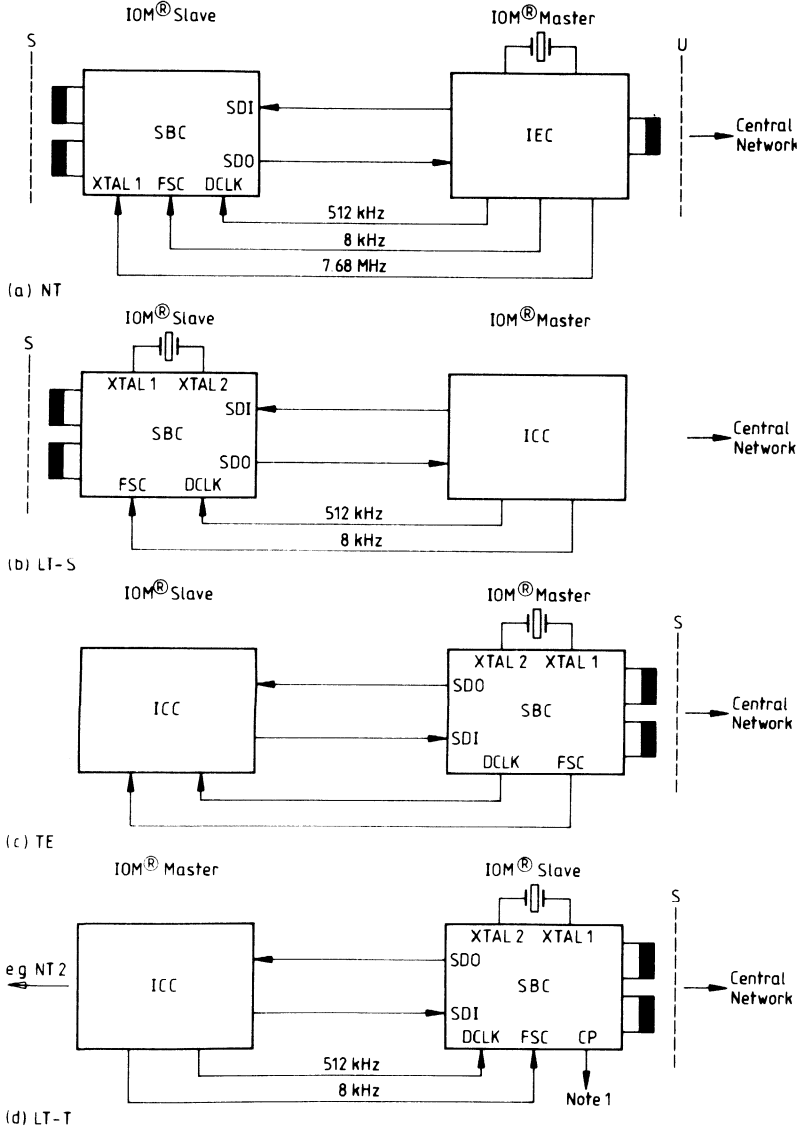 IOM® Slave
IOM® Master
S
U
SDI
SBC
IEC
SDO
XTAL 1 FSC DCLK
Central
Network
512 kHz
8 kHz
7.68 MHz
(a) NT
IOM® Slave
IOM® Master
S
XTAL 1 XTAL 2
SDI
SBC
ICC
SDO
FSC DCLK
Central
Network
512 kHz
8 kHz
(b) LT-S
IOM® Slave
IOM® Master
S
XTAL 2 XTAL 1
SDO
ICC
SBC
SDI
DCLK FSC
Central
Network
(c) TE
IOM® Master
IOM® Slave
S
XTAL 2 XTAL 1
SDO
e g NT 2
ICC
SBC
SDI
DCLK FSC CP
Central
Network
512 kHz
8 kHz
Note 1
(d) LT-T